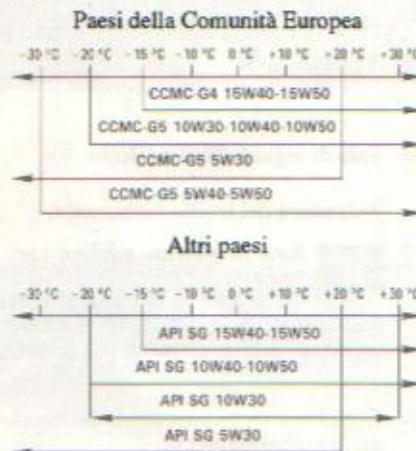 Paesi della Comunità Europea
-30 °C -20 °C -15 °C -10 °C 0 °C +10 °C +20 °C +30 °C
CCMC-G4 15W40-15W50
CCMC-G5 10W30-10W40-10W50
CCMC-G5 5W30
CCMC-G5 5W40-5W50
Altri paesi
-30 °C -20 °C -15 °C -10 °C 0 °C +10 °C +20 °C +30 °C
API SG 15W40-15W50
API SG 10W40-10W50
API SG 10W30
API SG 5W30